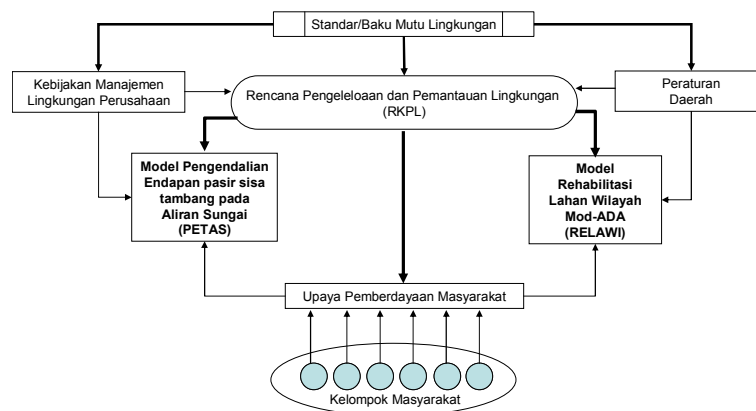 Standar/Baku Mutu Lingkungan
Kebijakan Manajemen
Lingkungan Perusahaan
Rencana Pengeleloaan dan Pemantauan Lingkungan
(RKPL)
Peraturan
Daerah
Model Pengendalian
Endapan pasir sisa
tambang pada
Aliran Sungai
(PETAS)
Model
Rehabilitasi
Lahan Wilayah
Mod-ADA
(RELAWI)
Upaya Pemberdayaan Masyarakat
Kelompok Masyarakat